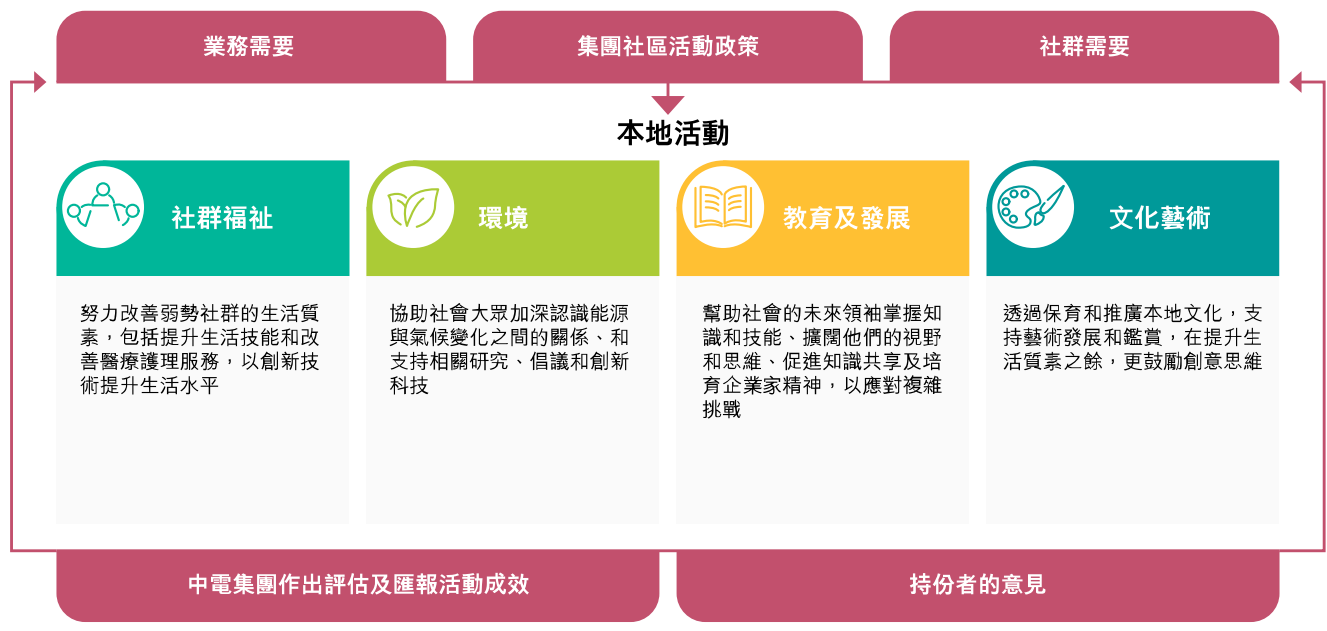 業務需要
集團社區活動政策
社群需要
本地活動
社群福祉
努力改善弱勢社群的生活質
素，包括提升生活技能和改
善醫療護理服務，以創新技
術提升生活水平
環境
協助社會大眾加深認識能源
與氣候變化之間的關係、和
支持相關研究、倡議和創新
科技
教育及發展
幫助社會的未來領袖掌握知
識和技能、擴闊他們的視野
和思維、促進知識共享及培
育企業家精神，以應對複雜
挑戰
文化藝術
透過保育和推廣本地文化，支
持藝術發展和鑑賞，在提升生
活質素之餘，更鼓勵創意思維
中電集團作出評估及匯報活動成效
持份者的意見